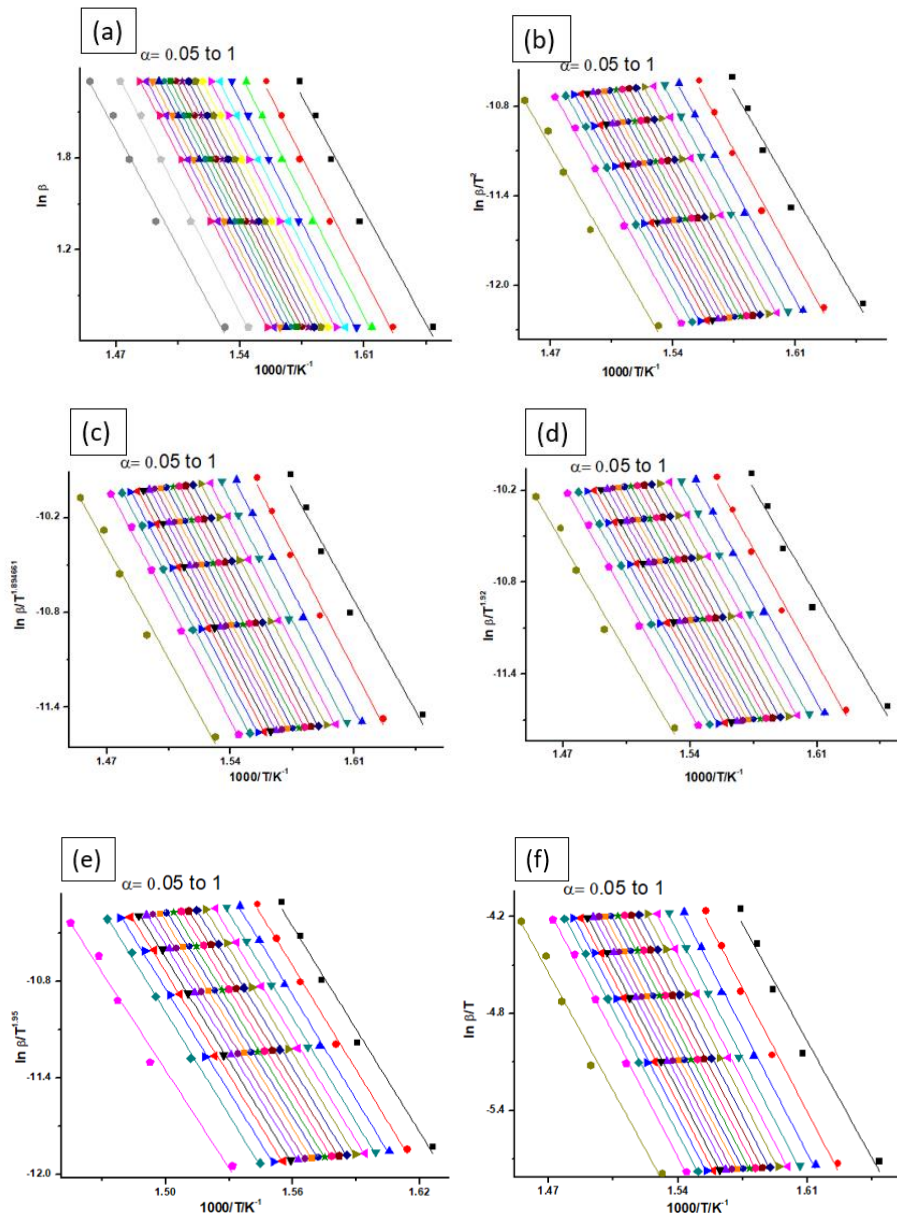 (a)
α= 0.05 to 1
ln β
1.8
1.2
1.47
1.54
1.61
1000/T/K⁻¹
(b)
α= 0.05 to 1
ln β/T²
-10.8
-11.4
-12.0
1.47
1.54
1.61
1000/T/K⁻¹
(c)
α= 0.05 to 1
ln β/T¹·⁸⁹⁴⁶⁶¹
-10.2
-10.8
-11.4
1.47
1.54
1.61
1000/T/K⁻¹
(d)
α= 0.05 to 1
ln β/T¹·⁹²
-10.2
-10.8
-11.4
1.47
1.54
1.61
1000/T/K⁻¹
(e)
α= 0.05 to 1
ln β/T¹·⁹⁵
-10.8
-11.4
-12.0
1.50
1.56
1.62
1000/T/K⁻¹
(f)
α= 0.05 to 1
ln β/T
-4.2
-4.8
-5.4
1.47
1.54
1.61
1000/T/K⁻¹